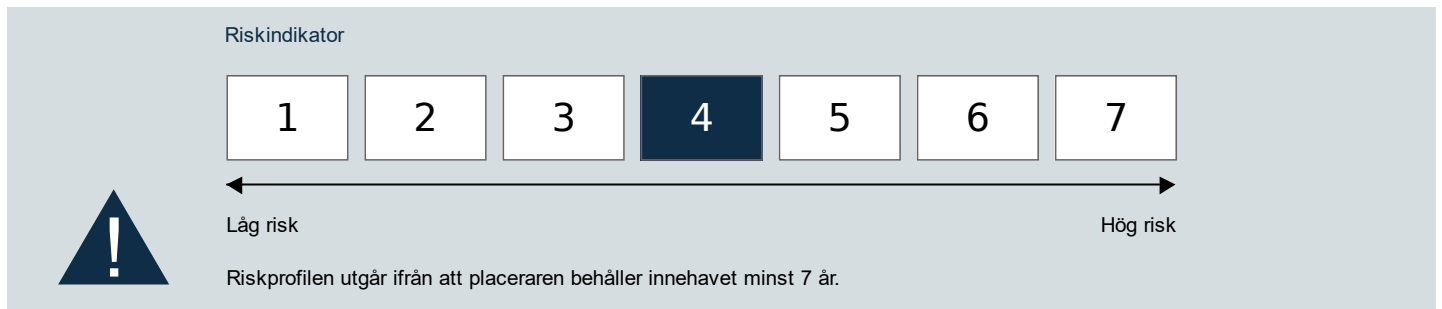 Riskindikator
1 2 3 4 5 6 7
Låg risk Hög risk
!
Riskprofilen utgår ifrån att placeraren behåller innehavet minst 7 år.